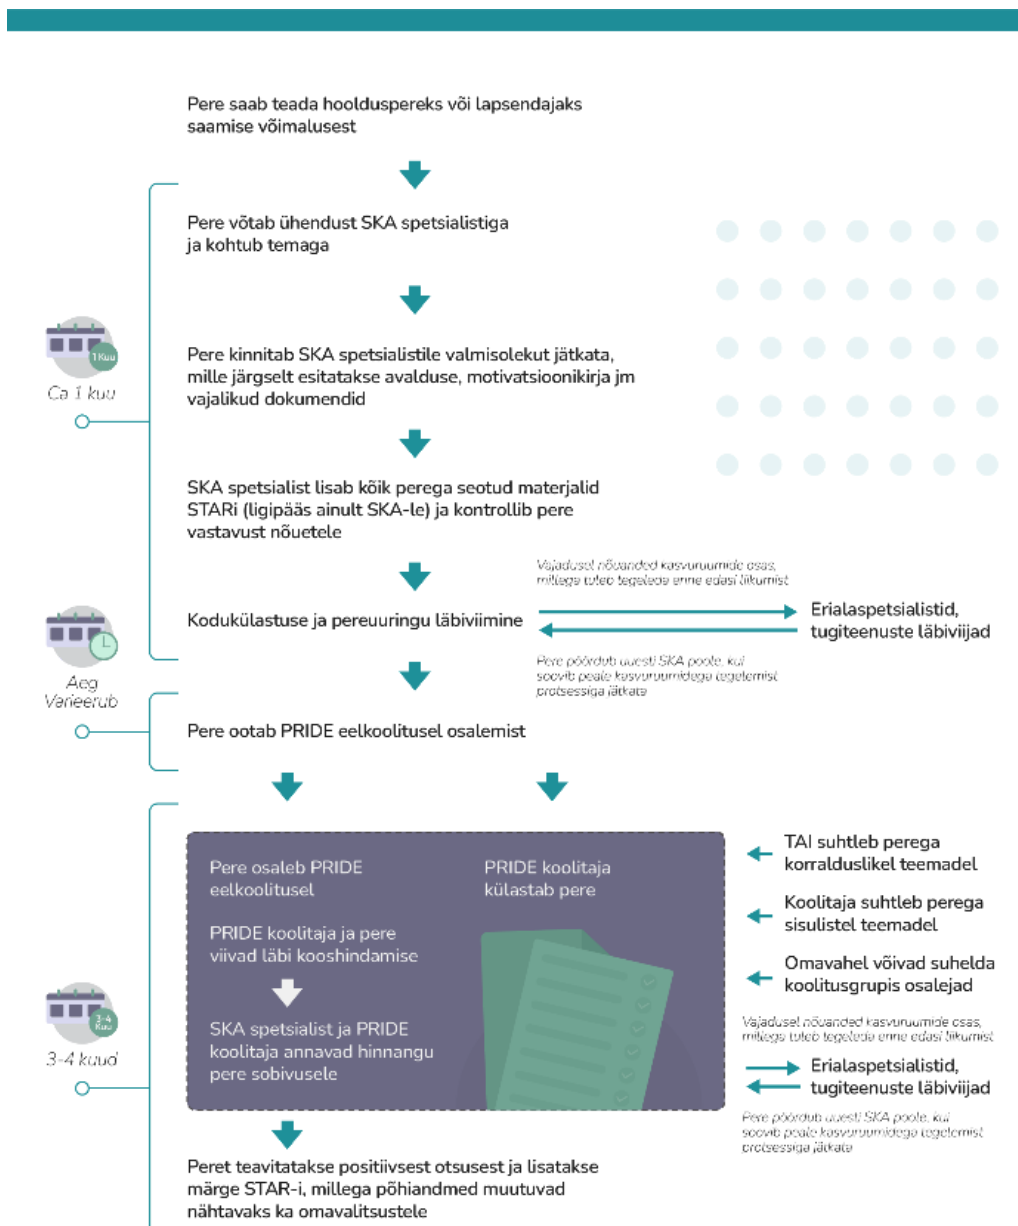 Pere saab teada hoolduspereks või lapsendajaks
saamise võimalusest
Pere võtab ühendust SKA spetsialistiga
ja kohtub temaga
1 Kuu
Ca 1 kuu
Pere kinnitab SKA spetsialistile valmisolekut jätkata,
mille järgselt esitatakse avalduse, motivatsioonikirja jm
vajalikud dokumendid
SKA spetsialist lisab kõik perega seotud materjalid
STARi (ligipääs ainult SKA-le) ja kontrollib pere
vastavust nõuetele
Vajadusel nõuanded kasvuruumide osas,
millega tuleb tegeleda enne edasi liikumist
Kodukülastuse ja pereuuringu läbiviimine
Erialaspetsialistid,
tugiteenuste läbiviijad
Pere pöördub uuesti SKA poole, kui
soovib peale kasvuruumidega tegelemist
protsessiga jätkata
Aeg
Varieerub
Pere ootab PRIDE eelkoolitusel osalemist
Pere osaleb PRIDE
eelkoolitusel
PRIDE koolitaja
külastab pere
PRIDE koolitaja ja pere
viivad läbi kooshindamise
SKA spetsialist ja PRIDE
koolitaja annavad hinnangu
pere sobivusele
TAI suhtleb perega
korralduslikel teemadel
Koolitaja suhtleb perega
sisulistel teemadel
Omavahel võivad suhelda
koolitusgrupis osalejad
Vajadusel nõuanded kasvuruumide osas,
millega tuleb tegeleda enne edasi liikumist
Erialaspetsialistid,
tugiteenuste läbiviijad
Pere pöördub uuesti SKA poole, kui
soovib peale kasvuruumidega tegelemist
protsessiga jätkata
3-4
Kuu
3-4 kuud
Peret teavitatakse positiivsest otsusest ja lisatakse
märge STAR-i, millega põhiandmed muutuvad
nähtavaks ka omavalitsustele